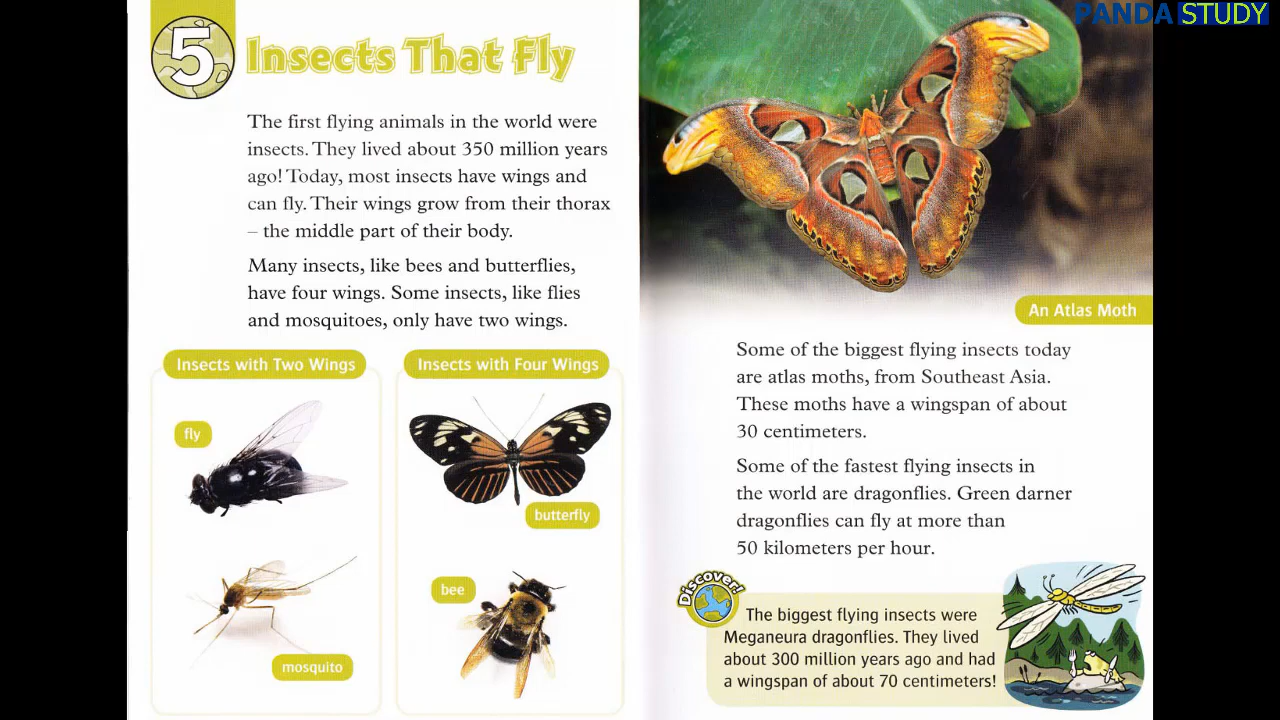 PANDA STUDY
5 Insects That Fly
The first flying animals in the world were
insects. They lived about 350 million years
ago! Today, most insects have wings and
can fly. Their wings grow from their thorax
– the middle part of their body.
Many insects, like bees and butterflies,
have four wings. Some insects, like flies
and mosquitoes, only have two wings.
Insects with Two Wings
fly
mosquito
Insects with Four Wings
butterfly
bee
An Atlas Moth
Some of the biggest flying insects today
are atlas moths, from Southeast Asia.
These moths have a wingspan of about
30 centimeters.
Some of the fastest flying insects in
the world are dragonflies. Green darner
dragonflies can fly at more than
50 kilometers per hour.
Discover!
The biggest flying insects were
Meganeura dragonflies. They lived
about 300 million years ago and had
a wingspan of about 70 centimeters!